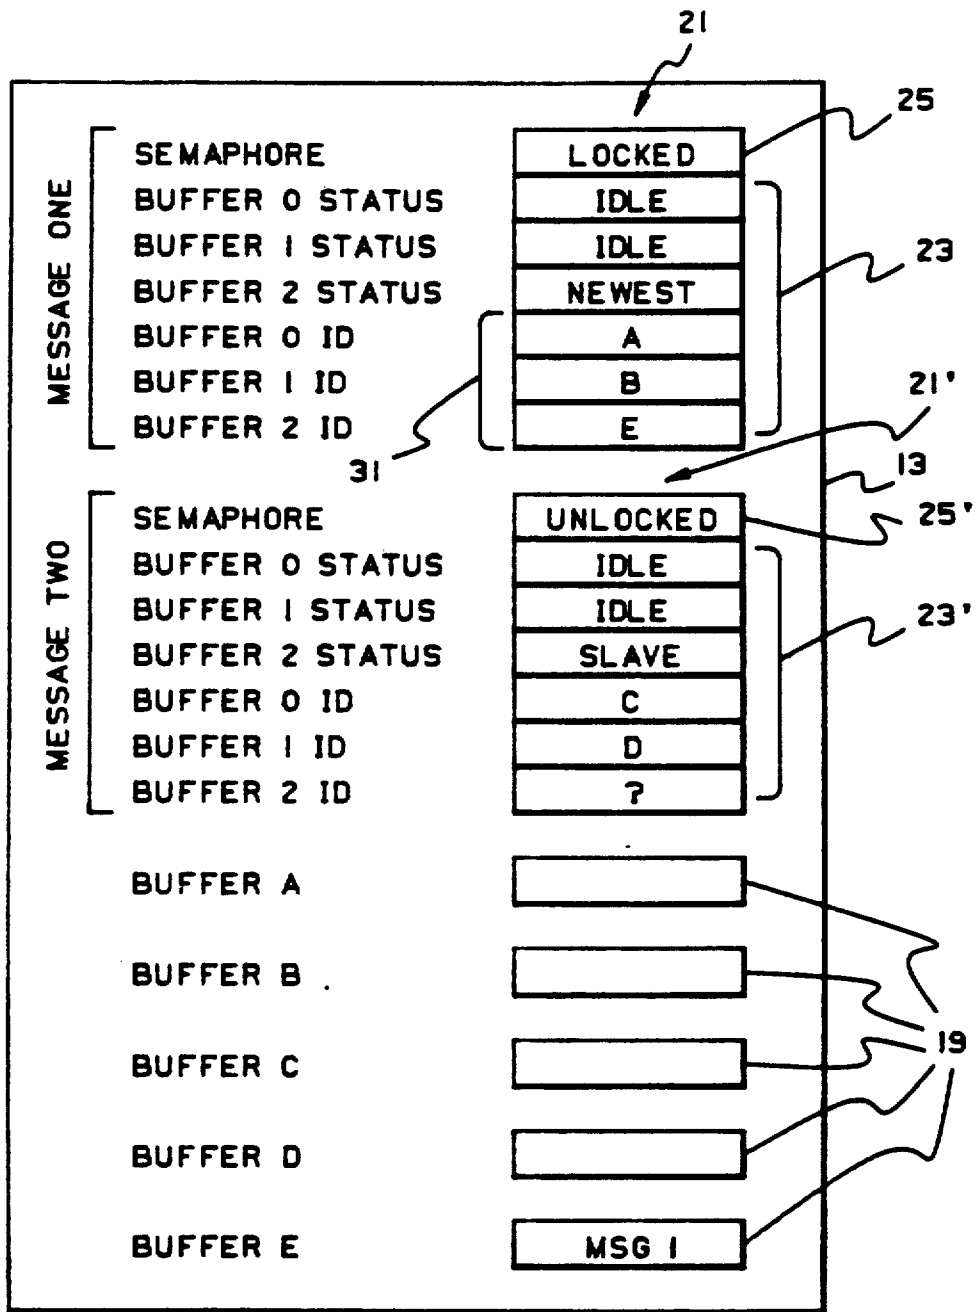 21
25
MESSAGE ONE
SEMAPHORE LOCKED
BUFFER 0 STATUS IDLE
BUFFER 1 STATUS IDLE
23
BUFFER 2 STATUS NEWEST
BUFFER 0 ID A
BUFFER 1 ID B
21'
BUFFER 2 ID E
31
13
MESSAGE TWO
SEMAPHORE UNLOCKED
25'
BUFFER 0 STATUS IDLE
BUFFER 1 STATUS IDLE
23'
BUFFER 2 STATUS SLAVE
BUFFER 0 ID C
BUFFER 1 ID D
BUFFER 2 ID ?
BUFFER A
BUFFER B
19
BUFFER C
BUFFER D
BUFFER E MSG 1